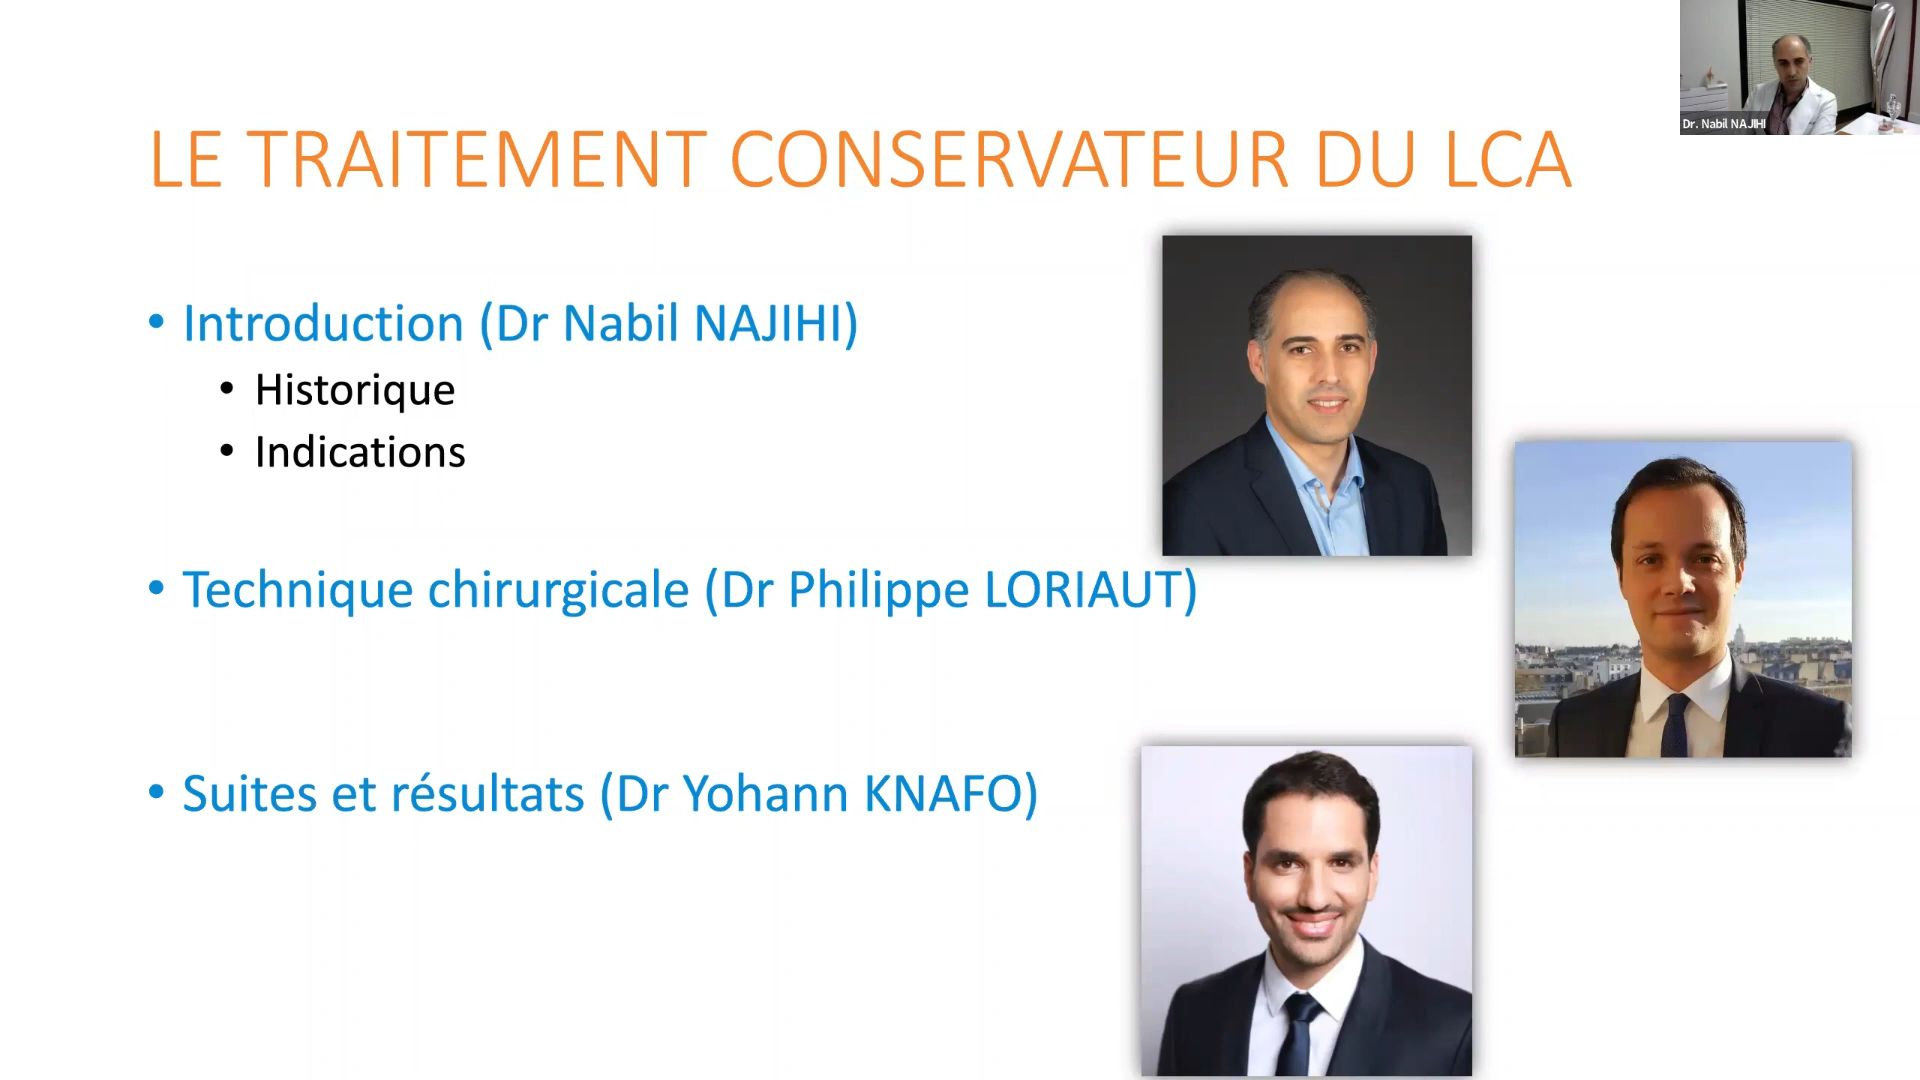 Dr. Nabil NAJIHI
LE TRAITEMENT CONSERVATEUR DU LCA
• Introduction (Dr Nabil NAJIHI)
• Historique
• Indications
• Technique chirurgicale (Dr Philippe LORIAUT)
• Suites et résultats (Dr Yohann KNAFO)